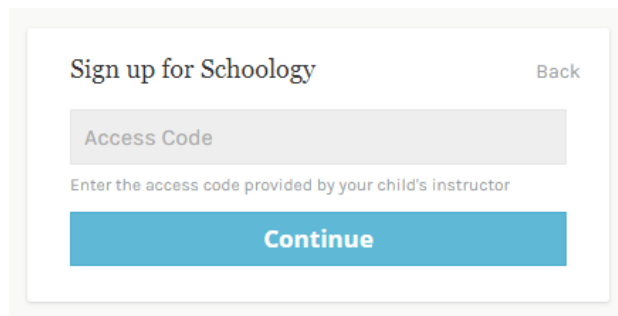 Sign up for Schoology
Back
Access Code
Enter the access code provided by your child's instructor
Continue